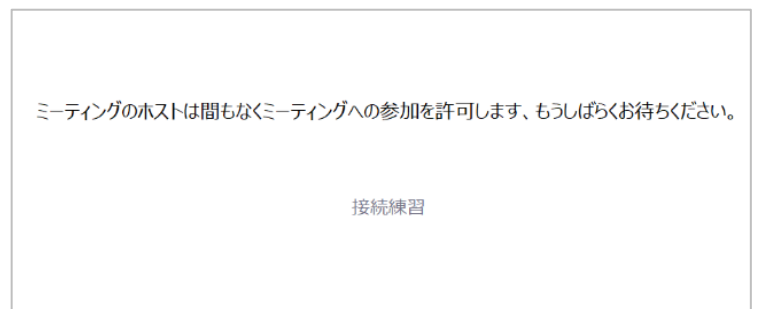 ミーティングのホストは間もなくミーティングへの参加を許可します、もうしばらくお待ちください。
接続練習